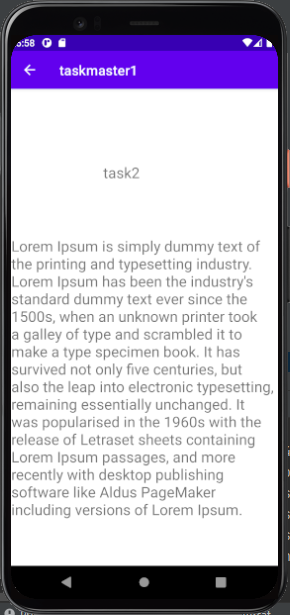 5:58
taskmaster1
task2
Lorem Ipsum is simply dummy text of
the printing and typesetting industry.
Lorem Ipsum has been the industry's
standard dummy text ever since the
1500s, when an unknown printer took
a galley of type and scrambled it to
make a type specimen book. It has
survived not only five centuries, but
also the leap into electronic typesetting,
remaining essentially unchanged. It
was popularised in the 1960s with the
release of Letraset sheets containing
Lorem Ipsum passages, and more
recently with desktop publishing
software like Aldus PageMaker
including versions of Lorem Ipsum.